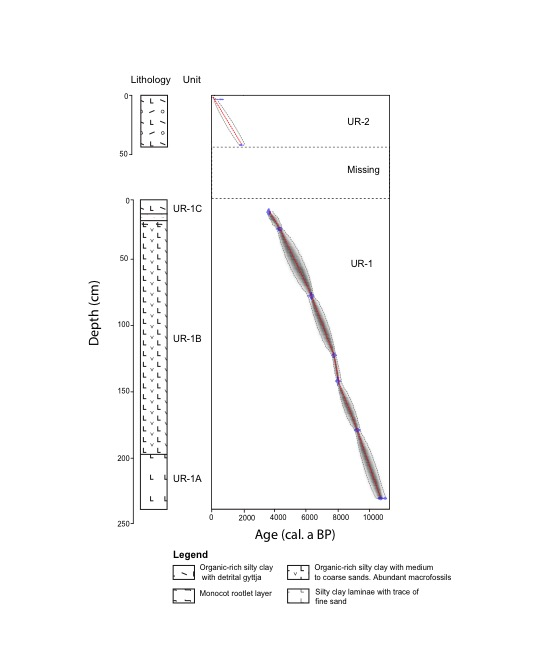 Lithology Unit
0
UR-2
50
Missing
0
UR-1C
50
UR-1
100
UR-1B
150
200
UR-1A
250
Depth (cm)
0 2000 4000 6000 8000 10000
Age (cal. a BP)
Legend
Organic-rich silty clay
with detrital gyttja
Organic-rich silty clay with medium
to coarse sands. Abundant macrofossils
Monocot rootlet layer
Silty clay laminae with trace of
fine sand